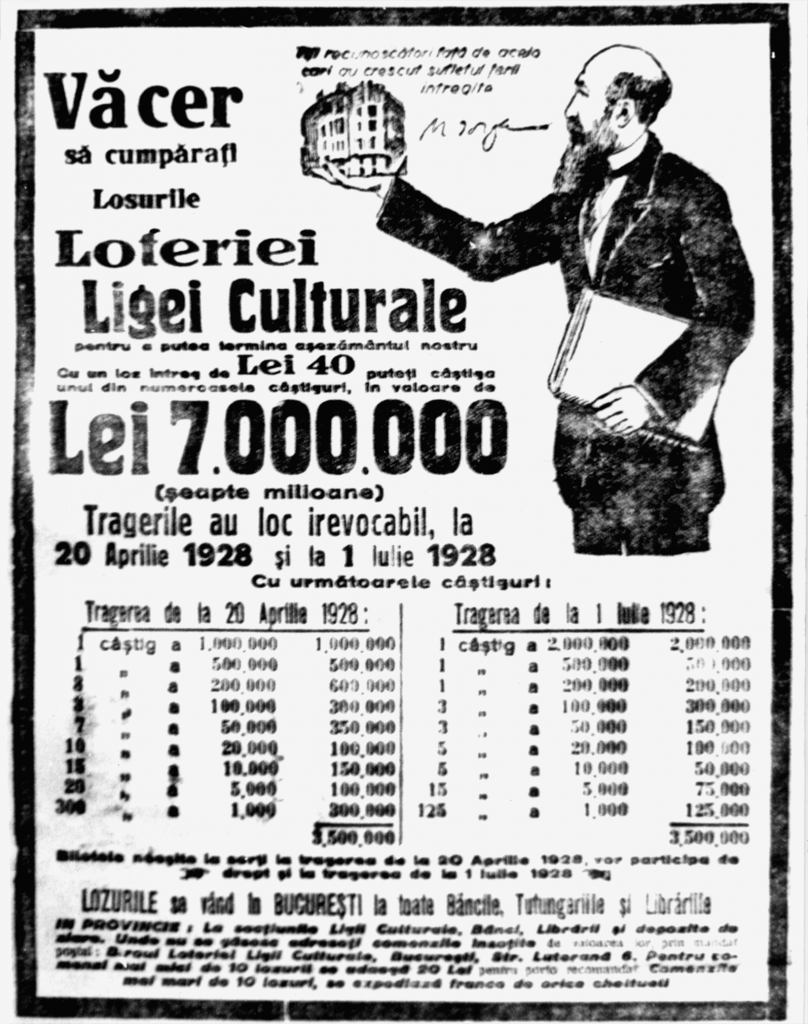 recunoscători față de aceia
cari au crescut sufletul țării
întregite
N Iorga
Vă cer
să cumpărați
Losurile
Loteriei
Ligei Culturale
pentru a putea termina așezământul nostru
Cu un loz întreg de Lei 40 puteți câștiga
unul din numeroasele câștiguri, în valoare de
Lei 7.000.000
(șeapte milioane)
Tragerile au loc irevocabil, la
20 Aprilie 1928 și la 1 Iulie 1928
Cu următoarele câștiguri:
Tragerea de la 20 Aprilie 1928:
1 câștig a 1.000.000 1.000.000
1 „ a 500.000 500.000
3 „ a 200.000 600.000
3 „ a 100.000 300.000
7 „ a 50.000 350.000
10 „ a 20.000 100.000
15 „ a 10.000 150.000
20 „ a 5.000 100.000
300 „ a 1.000 300.000
3.500.000
Tragerea de la 1 Iulie 1928:
1 câștig a 2.000.000 2.000.000
1 „ a 500.000 500.000
1 „ a 200.000 200.000
3 „ a 100.000 300.000
3 „ a 50.000 150.000
5 „ a 20.000 100.000
5 „ a 10.000 50.000
15 „ a 5.000 75.000
125 „ a 1.000 125.000
3.500.000
Biletele neeșite la sorți la tragerea de la 20 Aprilie 1928, vor participa de
drept și la tragerea de la 1 Iulie 1928
LOZURILE se vând în BUCUREȘTI la toate Băncile, Tutungeriile și Librăriile
IN PROVINCIE: La secțiunile Ligii Culturale, Bănci, Librării și depozite de
ziare. Unde nu se găsesc adresați comenzile însoțite de valoarea lor, prin mandat
poștal: Biroul Loteriei Ligii Culturale, București, Str. Luterană 6. Pentru co-
menzi mai mici de 10 lozuri se adaogă 20 Lei pentru porto recomandat Comenzile
mai mari de 10 lozuri, se expediază franco de orice cheltueli